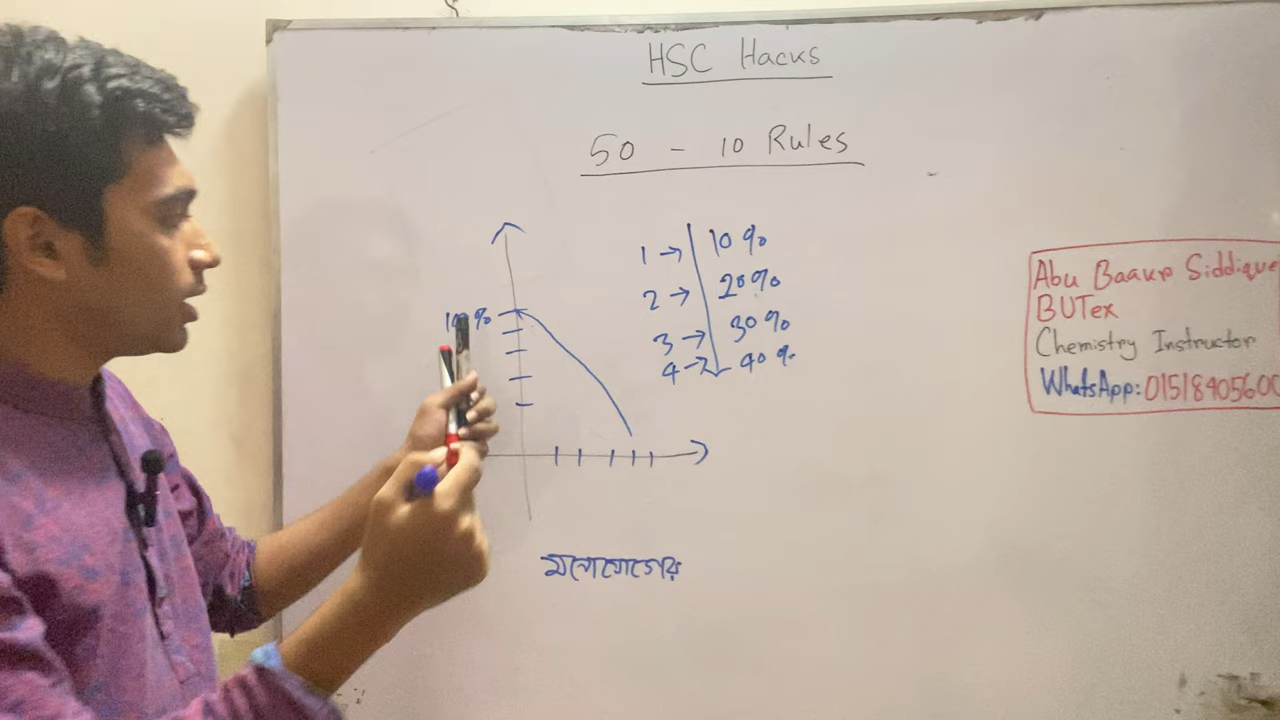 HSC Hacks
50 - 10 Rules
100%
1 → 10%
2 → 20%
3 → 30%
4 → 40%
মনোযোগের
Abu Baakr Siddique
BUTex
Chemistry Instructor
WhatsApp: 01518405600